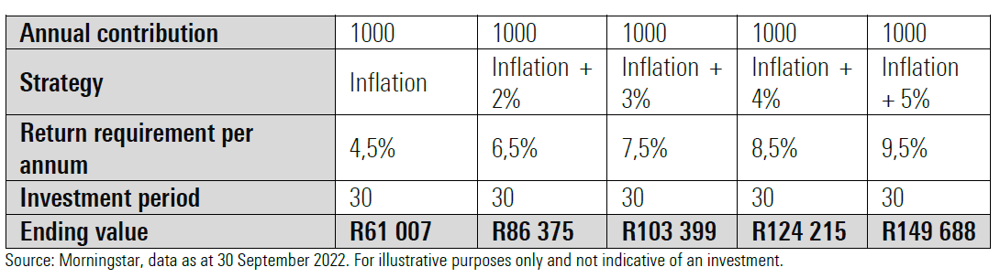 Annual contribution 1000 1000 1000 1000 1000
Strategy Inflation Inflation + 2% Inflation + 3% Inflation + 4% Inflation + 5%
Return requirement per annum 4,5% 6,5% 7,5% 8,5% 9,5%
Investment period 30 30 30 30 30
Ending value R61 007 R86 375 R103 399 R124 215 R149 688
Source: Morningstar, data as at 30 September 2022. For illustrative purposes only and not indicative of an investment.